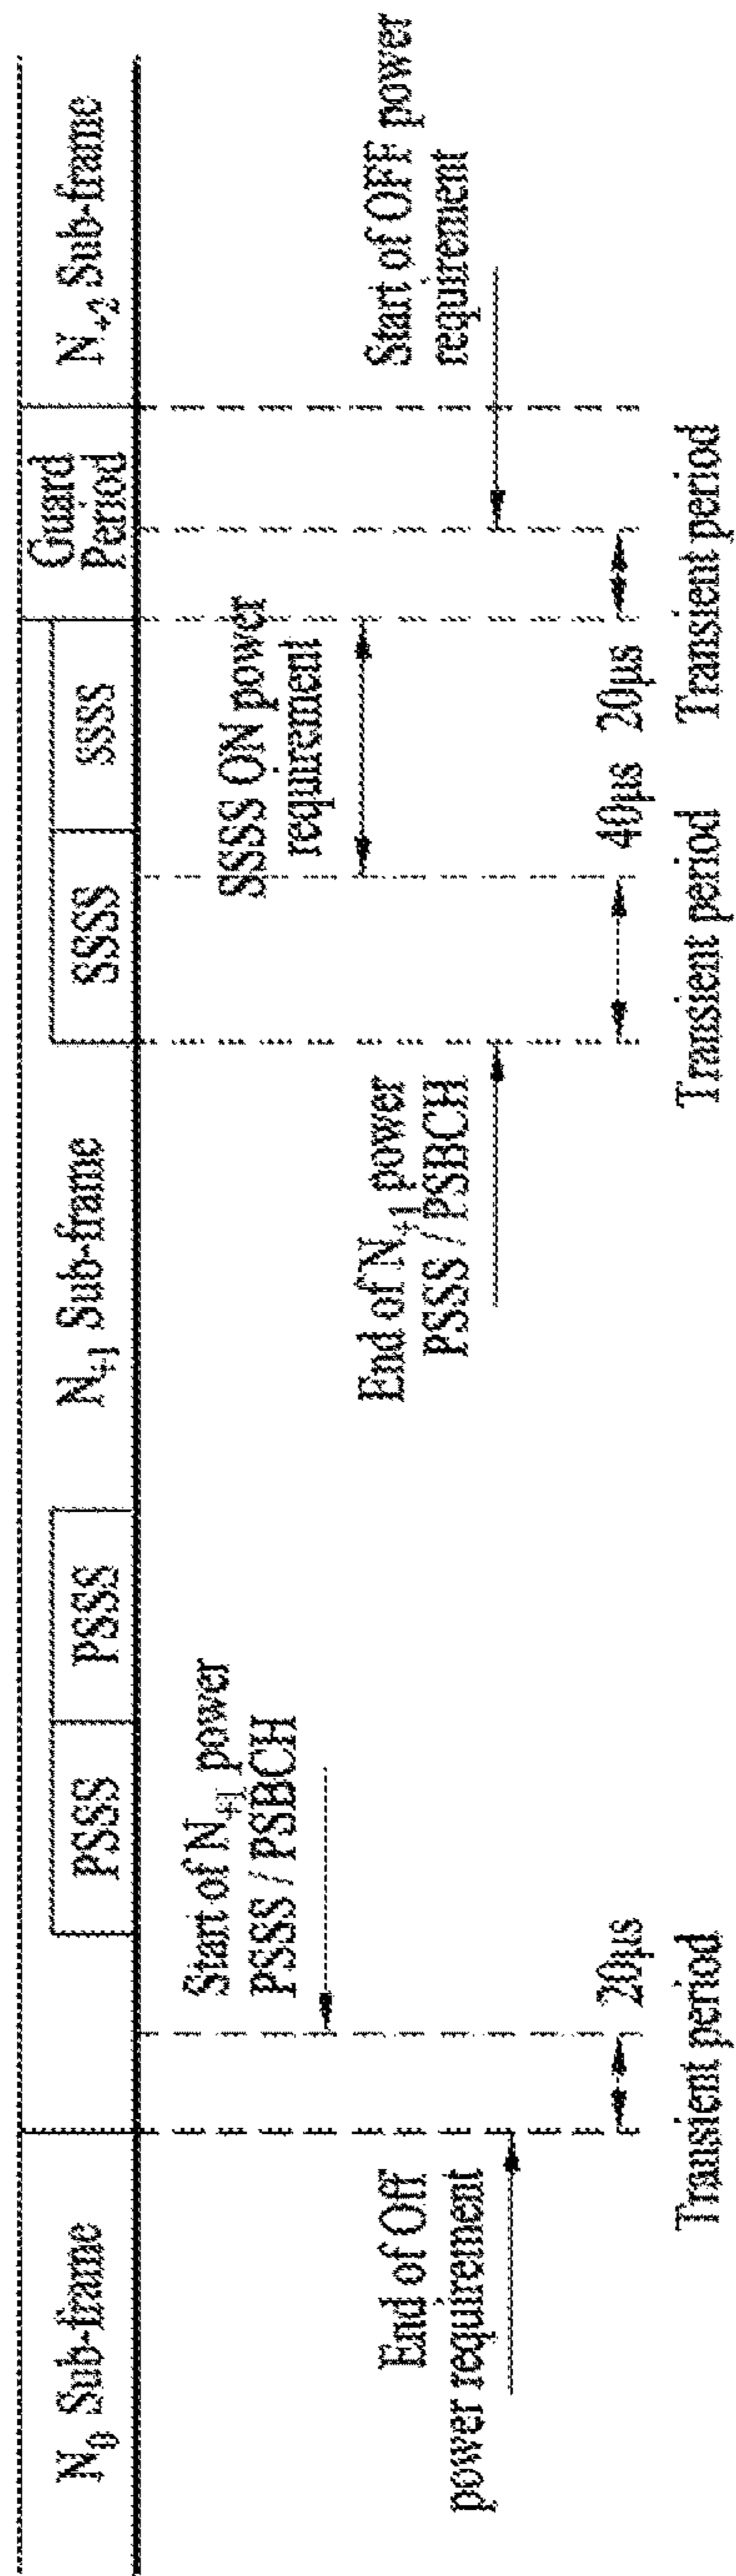 N₀ Sub-frame
PSSS
PSSS
N₊₁ Sub-frame
SSSS
SSSS
Guard
Period
N₊₂ Sub-frame
Start of N₊₁ power
PSSS / PSBCH
SSSS ON power
requirement
End of Off
power requirement
End of N₊₁ power
PSSS / PSBCH
Start of OFF power
requirement
20μs
Transient period
40μs
Transient period
20μs
Transient period